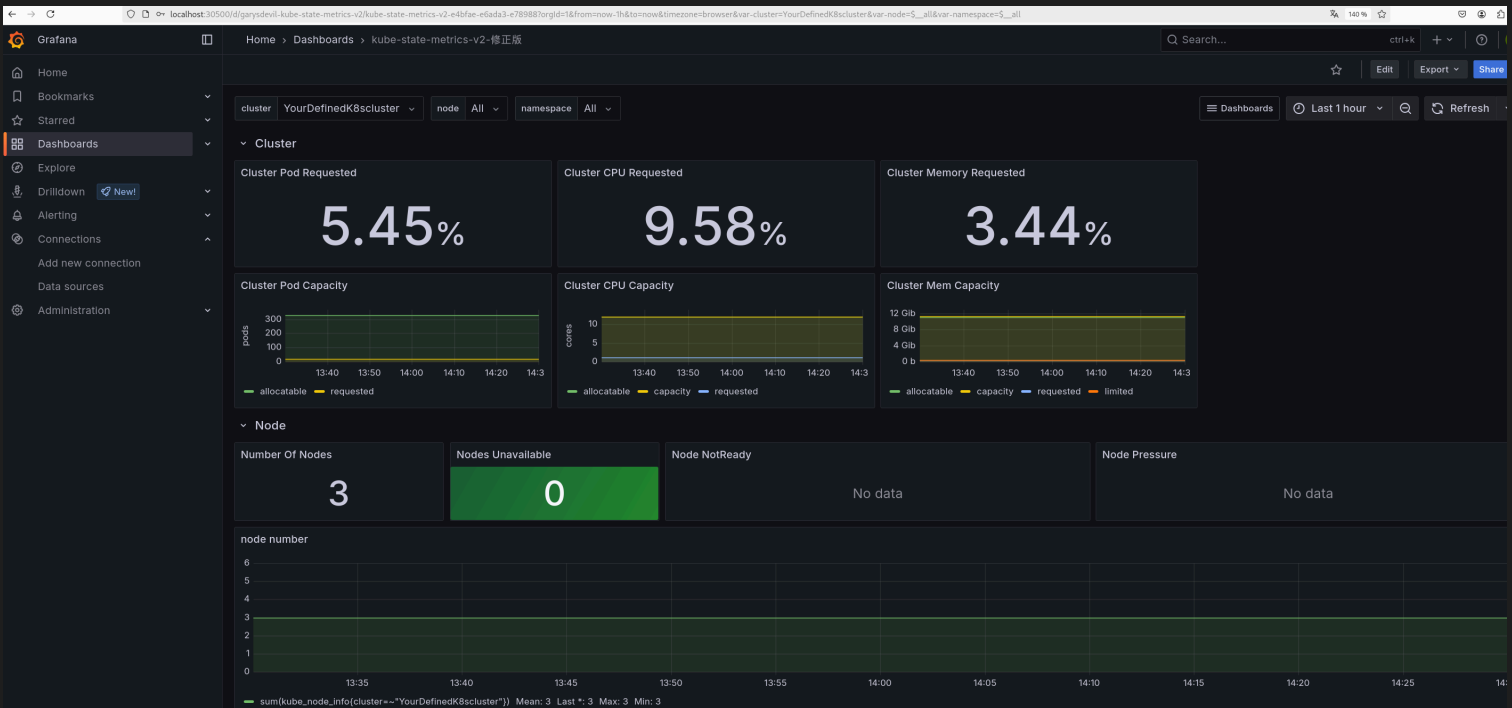 localhost:30500/d/garysdevil-kube-state-metrics-v2/kube-state-metrics-v2-e4bfae-e6ada3-e78988?orgId=1&from=now-1h&to=now&timezone=browser&var-cluster=YourDefinedK8scluster&var-node=$__all&var-namespace=$__all 140 %
Grafana Home › Dashboards › kube-state-metrics-v2-修正版 Search... ctrl+k
Home
Bookmarks
Starred
Dashboards
Explore
Drilldown New!
Alerting
Connections
Add new connection
Data sources
Administration
Edit Export Share
cluster YourDefinedK8scluster node All namespace All Dashboards Last 1 hour Refresh
Cluster
Cluster Pod Requested
5.45%
Cluster CPU Requested
9.58%
Cluster Memory Requested
3.44%
Cluster Pod Capacity
pods
300
200
100
0
13:40 13:50 14:00 14:10 14:20 14:3
allocatable requested
Cluster CPU Capacity
cores
10
5
0
13:40 13:50 14:00 14:10 14:20 14:3
allocatable capacity requested
Cluster Mem Capacity
12 Gib
8 Gib
4 Gib
0 b
13:40 13:50 14:00 14:10 14:20 14:3
allocatable capacity requested limited
Node
Number Of Nodes
3
Nodes Unavailable
0
Node NotReady
No data
Node Pressure
No data
node number
6
5
4
3
2
1
0
13:35 13:40 13:45 13:50 13:55 14:00 14:05 14:10 14:15 14:20 14:25 14:
sum(kube_node_info{cluster=~"YourDefinedK8scluster"}) Mean: 3 Last *: 3 Max: 3 Min: 3